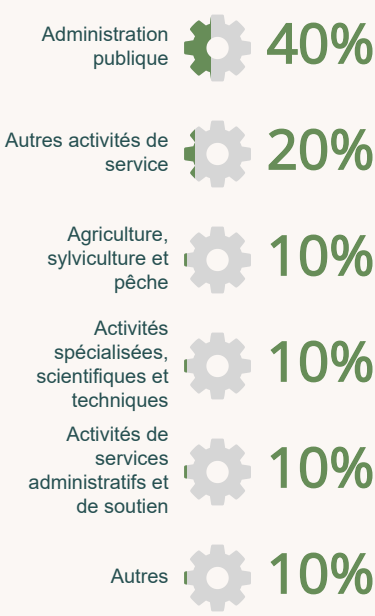 Administration
publique
40%
Autres activités de
service
20%
Agriculture,
sylviculture et
pêche
10%
Activités
spécialisées,
scientifiques et
techniques
10%
Activités de
services
administratifs et
de soutien
10%
Autres
10%